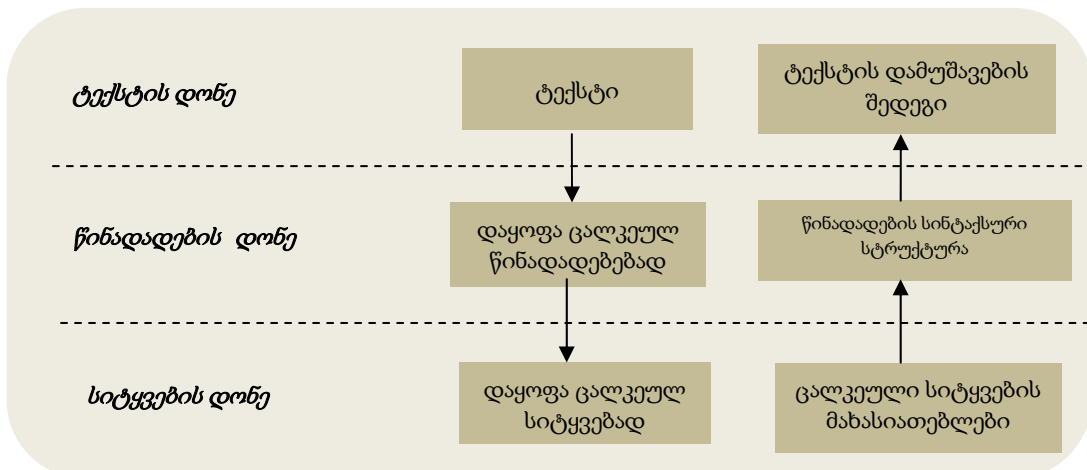 ტექსტის დონე
ტექსტი
ტექსტის დამუშავების
შედეგი
წინადადების დონე
დაყოფა ცალკეულ
წინადადებებად
წინადადების სინტაქსური
სტრუქტურა
სიტყვების დონე
დაყოფა ცალკეულ
სიტყვებად
ცალკეული სიტყვების
მახასიათებლები